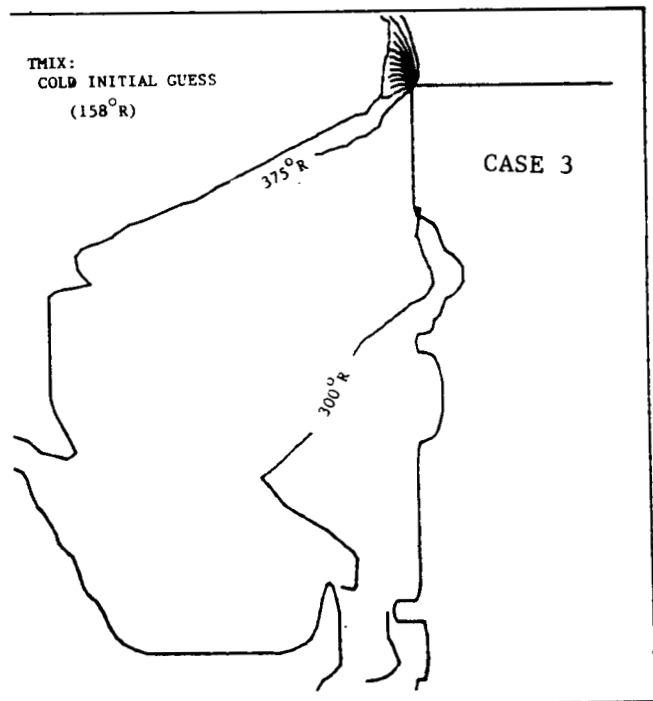 TMIX:
COLD INITIAL GUESS
(158°R)
375°R
CASE 3
300°R